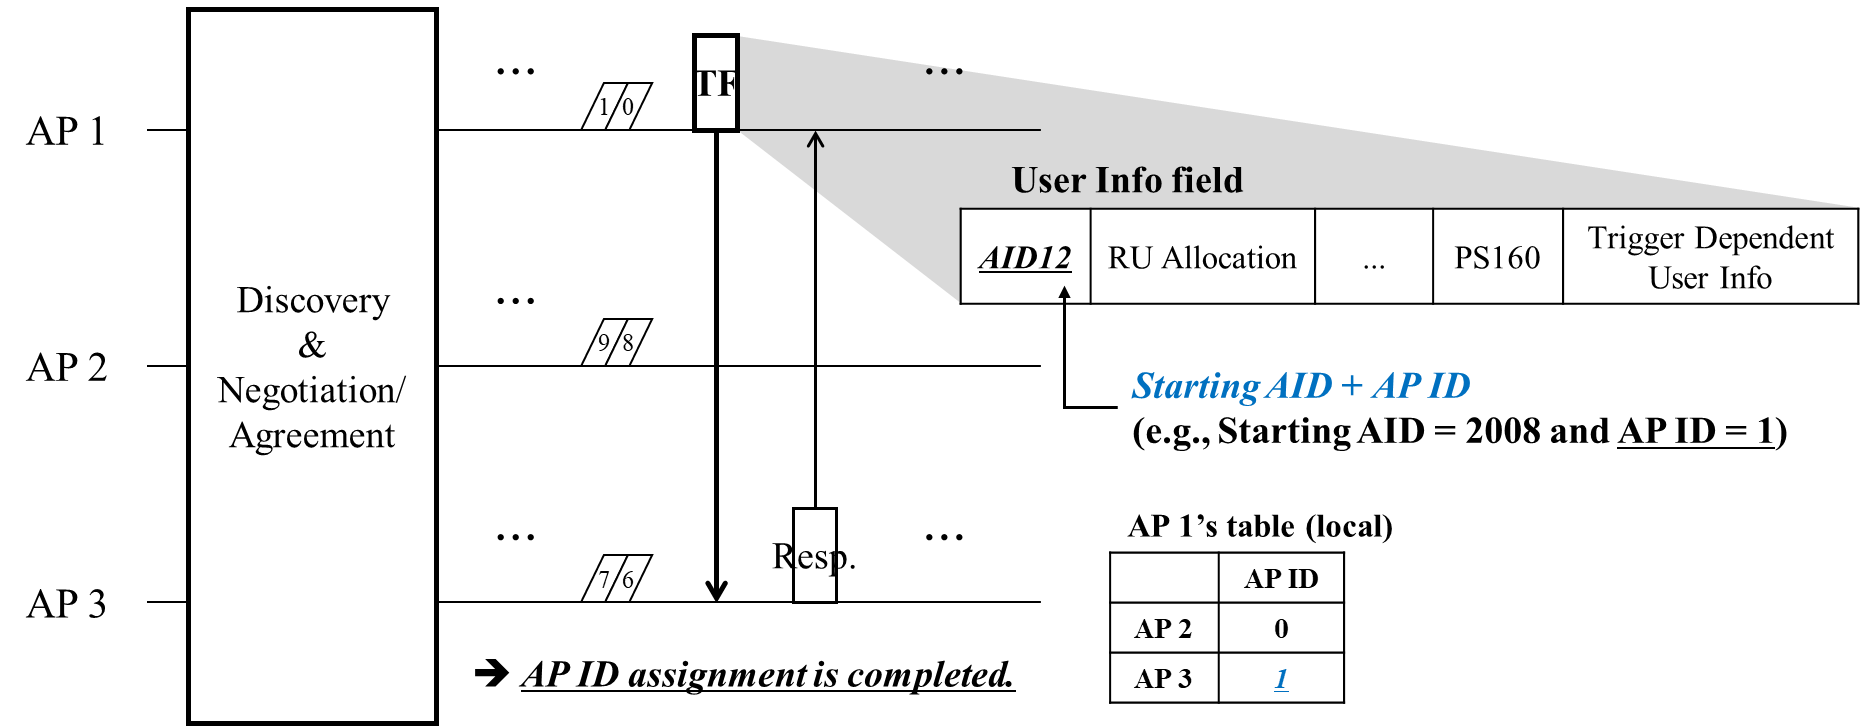 ...
1 0
TF
...
AP 1
User Info field
AID12
RU Allocation
...
PS160
Trigger Dependent
User Info
Discovery
&
Negotiation/
Agreement
...
9 8
AP 2
Starting AID + AP ID
(e.g., Starting AID = 2008 and AP ID = 1)
...
7 6
Resp.
...
AP 3
AP 1’s table (local)
AP ID
AP 2 0
AP 3 1
➔ AP ID assignment is completed.